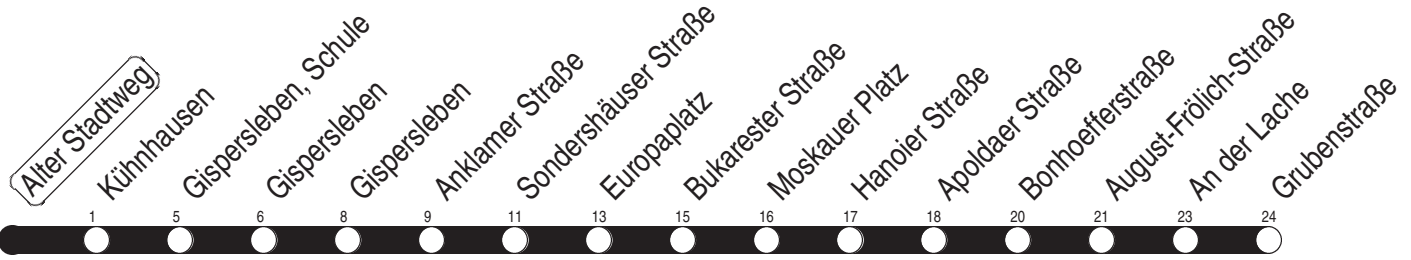 Alter Stadtweg
Kühnhausen
Gispersleben, Schule
Gispersleben
Gispersleben
Anklamer Straße
Sondershäuser Straße
Europaplatz
Bukarester Straße
Moskauer Platz
Hanoier Straße
Apoldaer Straße
Bonhoefferstraße
August-Frölich-Straße
An der Lache
Grubenstraße
1 5 6 8 9 11 13 15 16 17 18 20 21 23 24